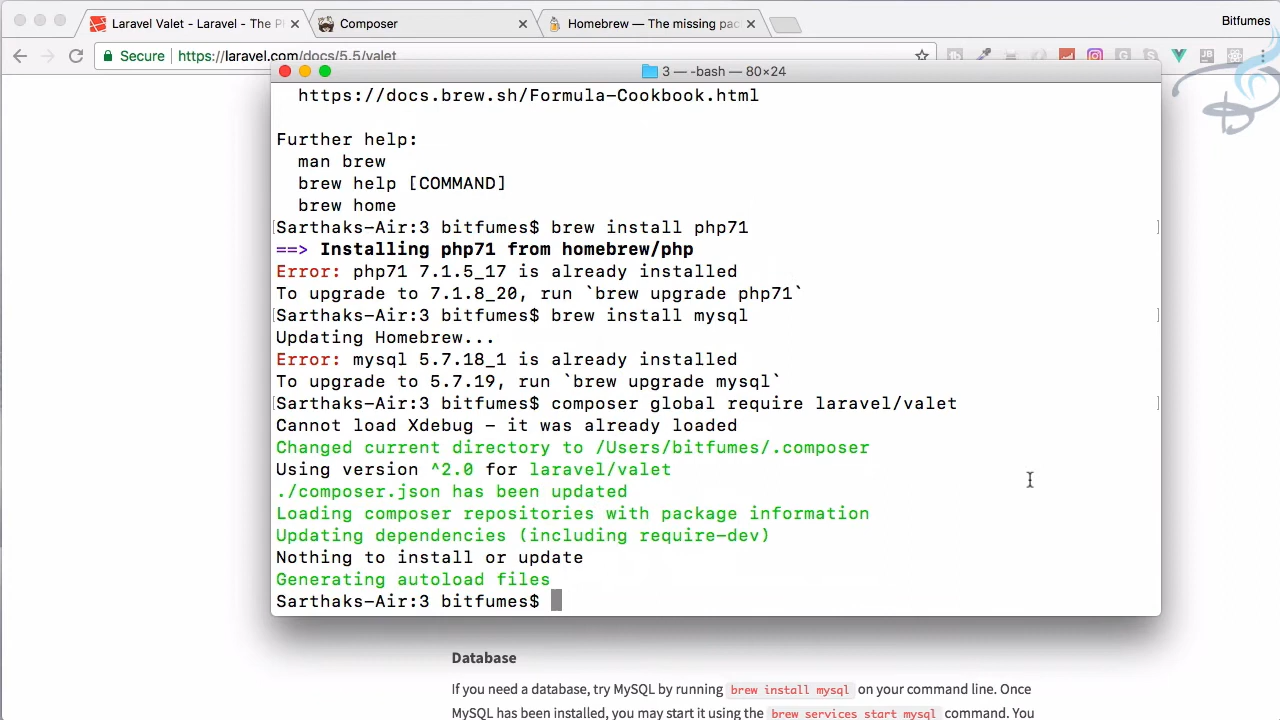 Laravel Valet - Laravel - The P
Composer
Homebrew — The missing pac
Bitfumes
Secure
https://laravel.com/docs/5.5/valet
3 — -bash — 80×24
https://docs.brew.sh/Formula-Cookbook.html
Further help:
man brew
brew help [COMMAND]
brew home
Sarthaks-Air:3 bitfumes$ brew install php71
==> Installing php71 from homebrew/php
Error: php71 7.1.5_17 is already installed
To upgrade to 7.1.8_20, run `brew upgrade php71`
Sarthaks-Air:3 bitfumes$ brew install mysql
Updating Homebrew...
Error: mysql 5.7.18_1 is already installed
To upgrade to 5.7.19, run `brew upgrade mysql`
Sarthaks-Air:3 bitfumes$ composer global require laravel/valet
Cannot load Xdebug - it was already loaded
Changed current directory to /Users/bitfumes/.composer
Using version ^2.0 for laravel/valet
./composer.json has been updated
Loading composer repositories with package information
Updating dependencies (including require-dev)
Nothing to install or update
Generating autoload files
Sarthaks-Air:3 bitfumes$
Database
If you need a database, try MySQL by running brew install mysql on your command line. Once
MySQL has been installed, you may start it using the brew services start mysql command. You